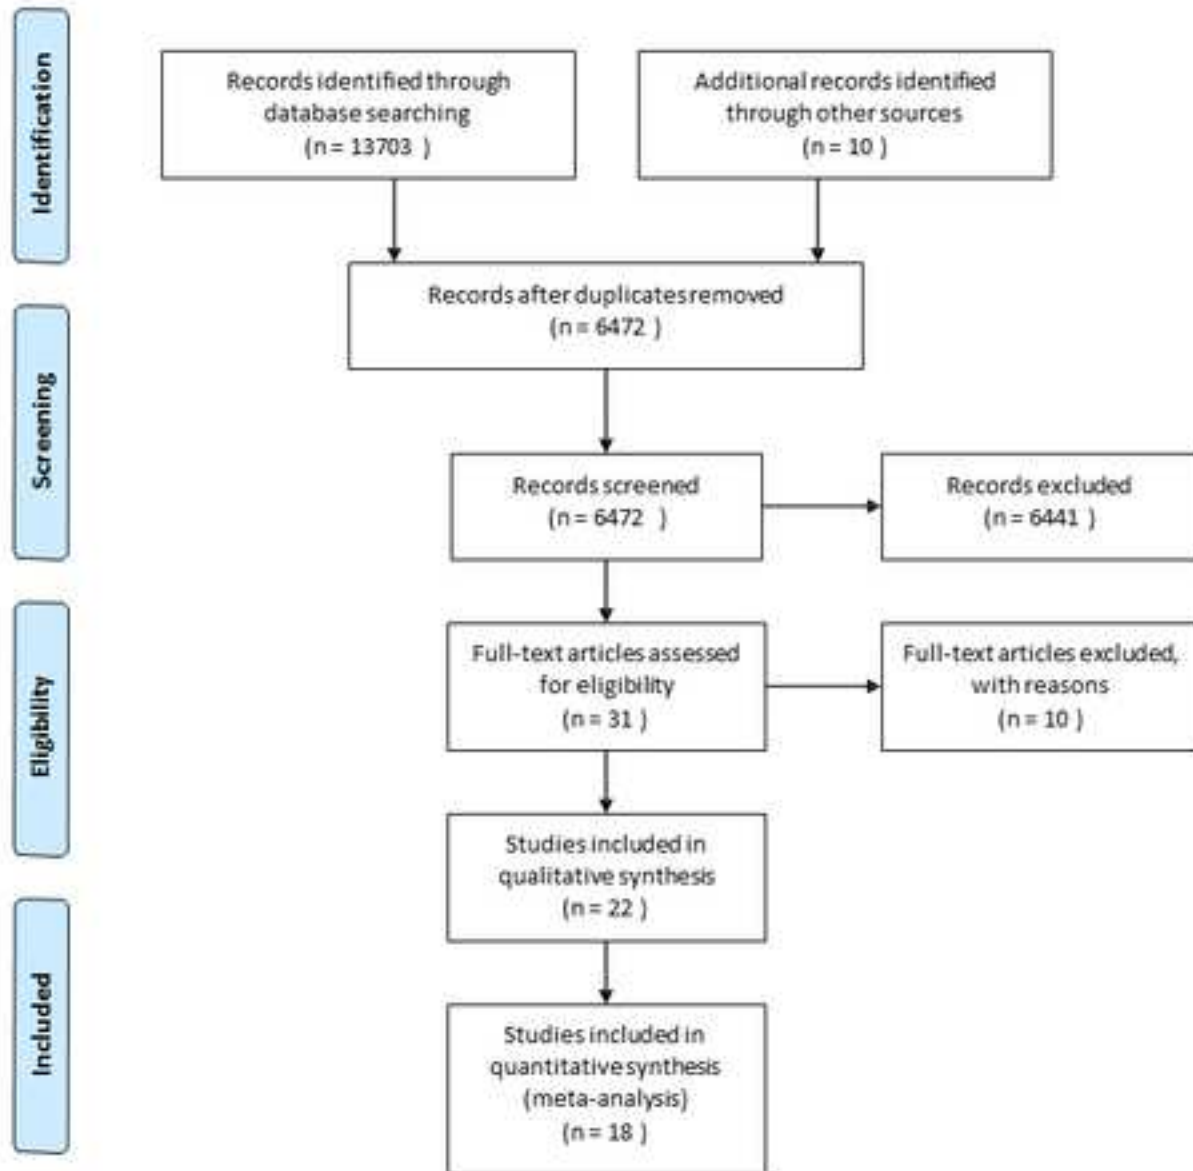 Identification
Records identified through
database searching
(n = 13703 )
Additional records identified
through other sources
(n = 10 )
Records after duplicates removed
(n = 6472 )
Screening
Records screened
(n = 6472 )
Records excluded
(n = 6441 )
Eligibility
Full-text articles assessed
for eligibility
(n = 31 )
Full-text articles excluded,
with reasons
(n = 10 )
Studies included in
qualitative synthesis
(n = 22 )
Included
Studies included in
quantitative synthesis
(meta-analysis)
(n = 18 )